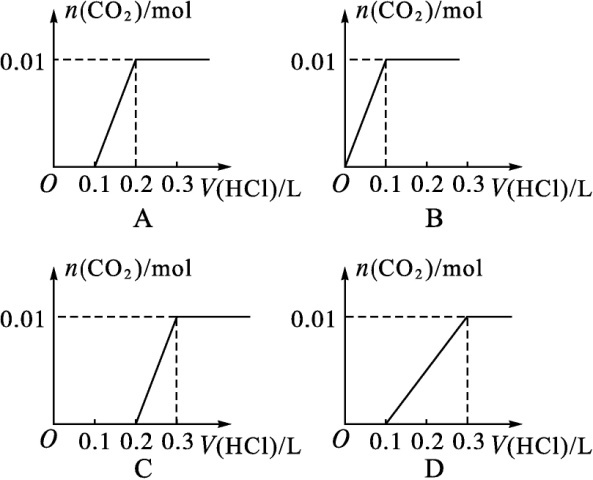 n(CO₂)/mol
0.01
O 0.1 0.2 0.3 V(HCl)/L
A
n(CO₂)/mol
0.01
O 0.1 0.2 0.3 V(HCl)/L
B
n(CO₂)/mol
0.01
O 0.1 0.2 0.3 V(HCl)/L
C
n(CO₂)/mol
0.01
O 0.1 0.2 0.3 V(HCl)/L
D